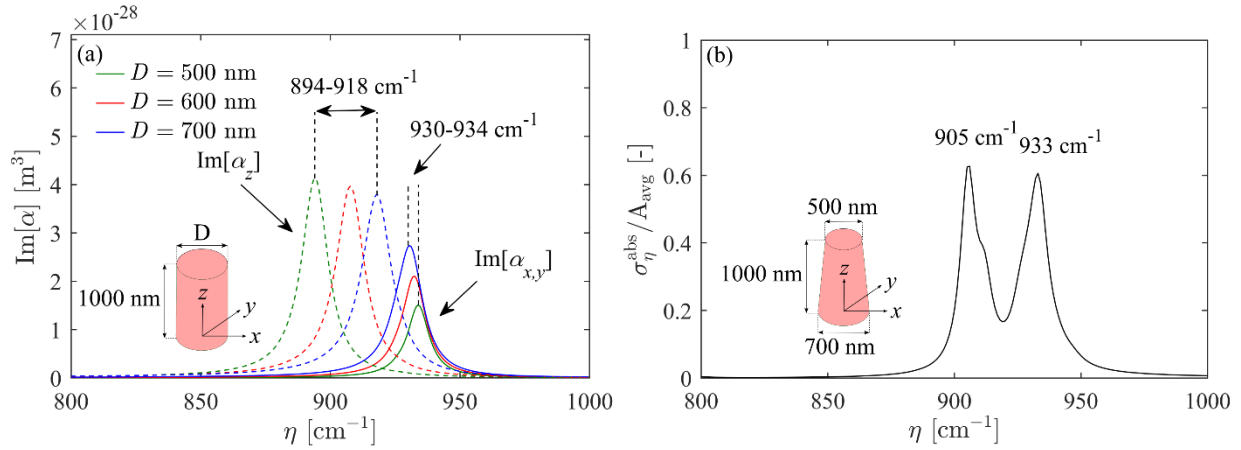 ×10⁻²⁸
(a)
7
6
5
4
3
2
1
0
Im[α] [m³]
D = 500 nm
D = 600 nm
D = 700 nm
894-918 cm⁻¹
930-934 cm⁻¹
Im[α_z]
Im[α_{x,y}]
D
1000 nm
z
y
x
800
850
900
950
1000
η [cm⁻¹]
(b)
1
0.8
0.6
0.4
0.2
0
σ_η^abs/A_avg [-]
905 cm⁻¹
933 cm⁻¹
500 nm
1000 nm
z
y
x
700 nm
800
850
900
950
1000
η [cm⁻¹]